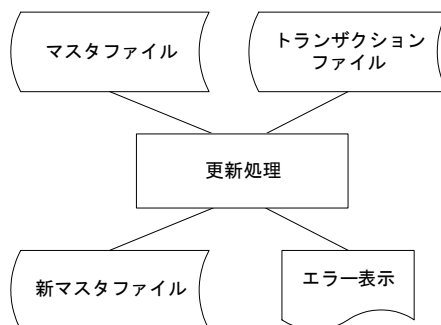 マスタファイル
トランザクション
ファイル
更新処理
新マスタファイル
エラー表示